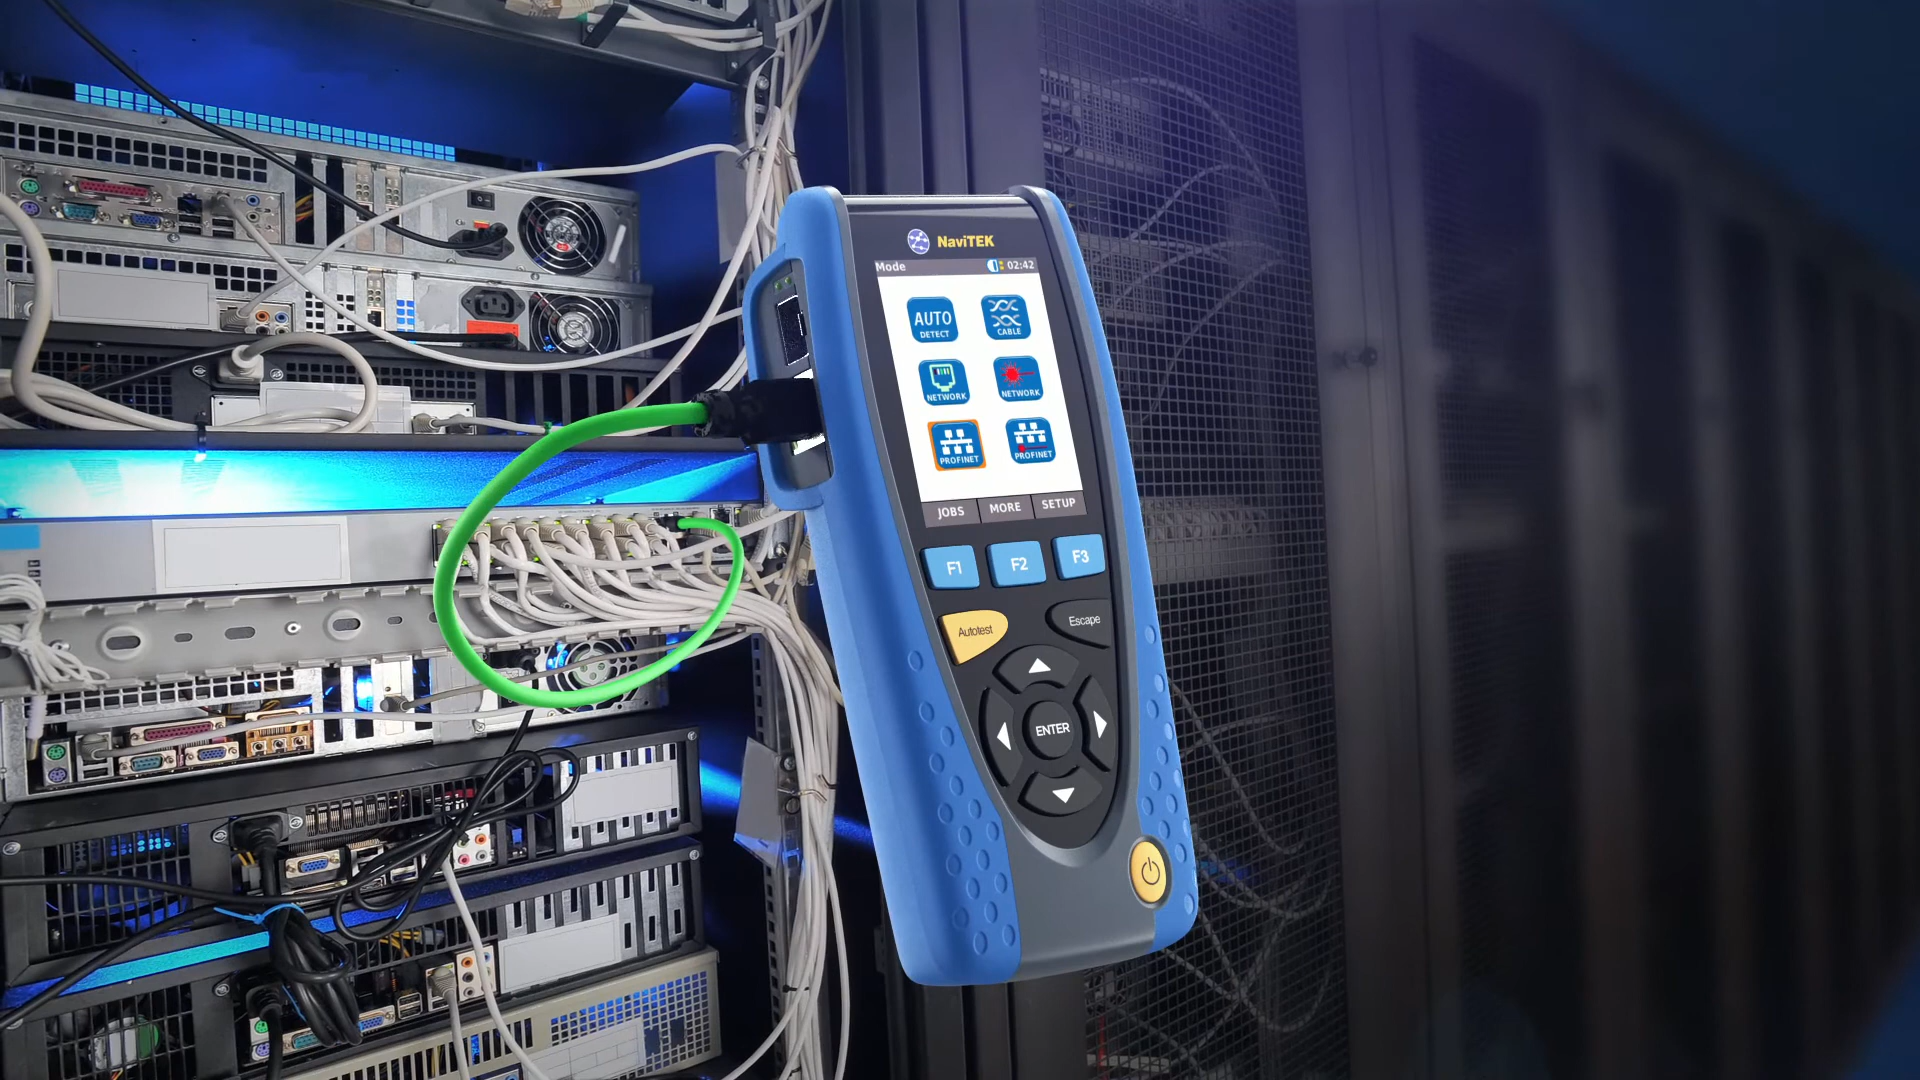 NaviTEK
Mode 02:42
AUTO
DETECT
CABLE
NETWORK
NETWORK
PROFINET
PROFINET
JOBS MORE SETUP
F1 F2 F3
Autotest
Escape
ENTER